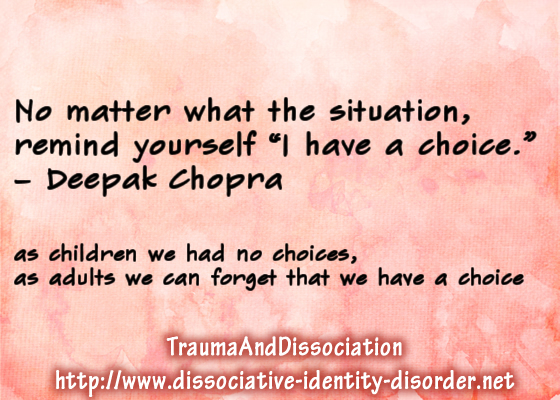 No matter what the situation,
remind yourself “I have a choice.”
– Deepak Chopra
as children we had no choices,
as adults we can forget that we have a choice
TraumaAndDissociation
http://www.dissociative-identity-disorder.net